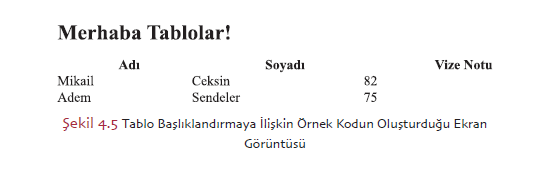 Merhaba Tablolar!
Adı Soyadı Vize Notu
Mikail Ceksin 82
Adem Sendeler 75
Şekil 4.5 Tablo Başlıklandırmaya İlişkin Örnek Kodun Oluşturduğu Ekran
Görüntüsü